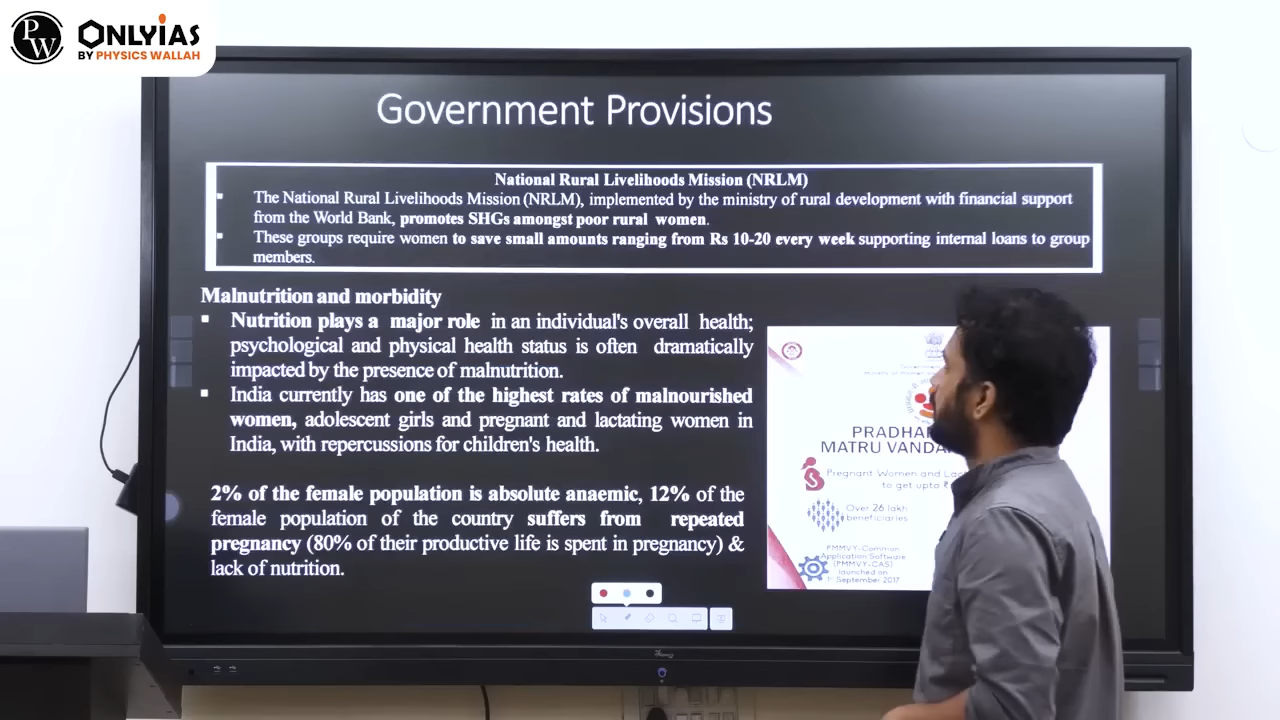 PW
ONLYIAS
BY PHYSICS WALLAH
Government Provisions
National Rural Livelihoods Mission (NRLM)
▪ The National Rural Livelihoods Mission (NRLM), implemented by the ministry of rural development with financial support
from the World Bank, promotes SHGs amongst poor rural women.
▪ These groups require women to save small amounts ranging from Rs 10-20 every week supporting internal loans to group
members.
Malnutrition and morbidity
▪ Nutrition plays a major role in an individual's overall health;
psychological and physical health status is often dramatically
impacted by the presence of malnutrition.
▪ India currently has one of the highest rates of malnourished
women, adolescent girls and pregnant and lactating women in
India, with repercussions for children's health.
2% of the female population is absolute anaemic, 12% of the
female population of the country suffers from repeated
pregnancy (80% of their productive life is spent in pregnancy) &
lack of nutrition.
PRADHAN
MATRU VANDA
Pregnant Women and
to get upto
Over 26 lakh
beneficiaries
PMMVY-Common
Application Software
(PMMVY-CAS)
launched on
1st September 2017